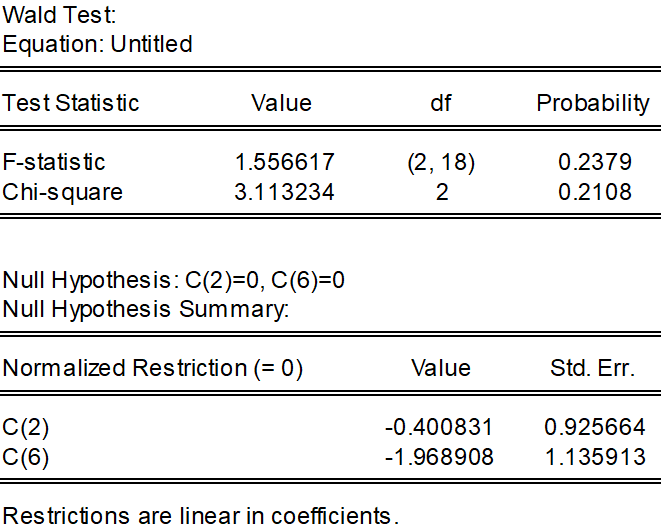 Wald Test:
Equation: Untitled
Test Statistic Value df Probability
F-statistic 1.556617 (2, 18) 0.2379
Chi-square 3.113234 2 0.2108
Null Hypothesis: C(2)=0, C(6)=0
Null Hypothesis Summary:
Normalized Restriction (= 0) Value Std. Err.
C(2) -0.400831 0.925664
C(6) -1.968908 1.135913
Restrictions are linear in coefficients.